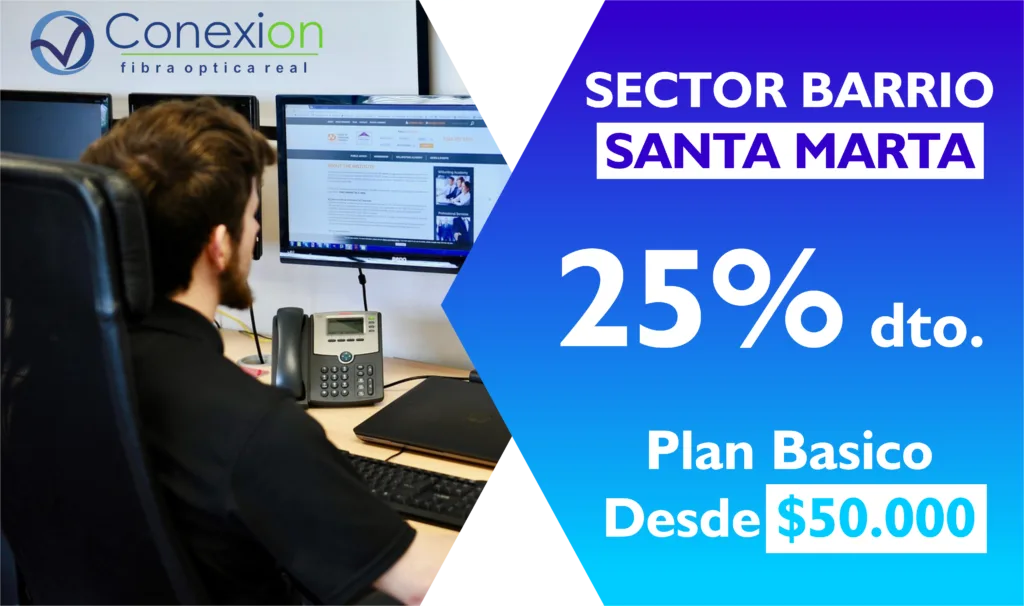 Conexion
fibra optica real
SECTOR BARRIO
SANTA MARTA
25% dto.
Plan Basico
Desde $50.000